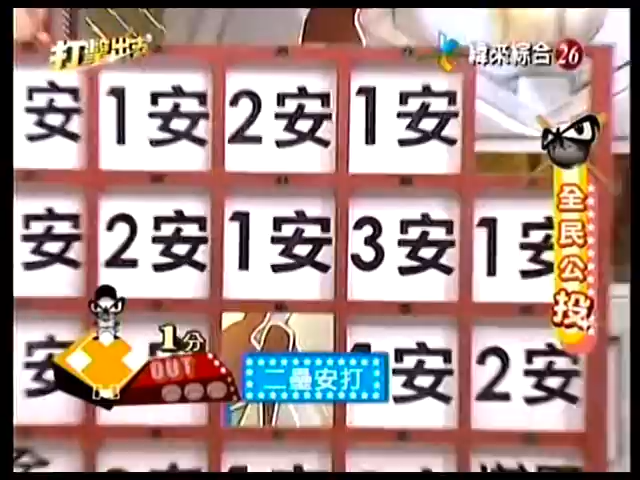 打擊出去
緯來綜合 26
安 1安 2安 1安
安 2安 1安 3安 1安
全民公投
1分
OUT
二壘安打
安 安 2安